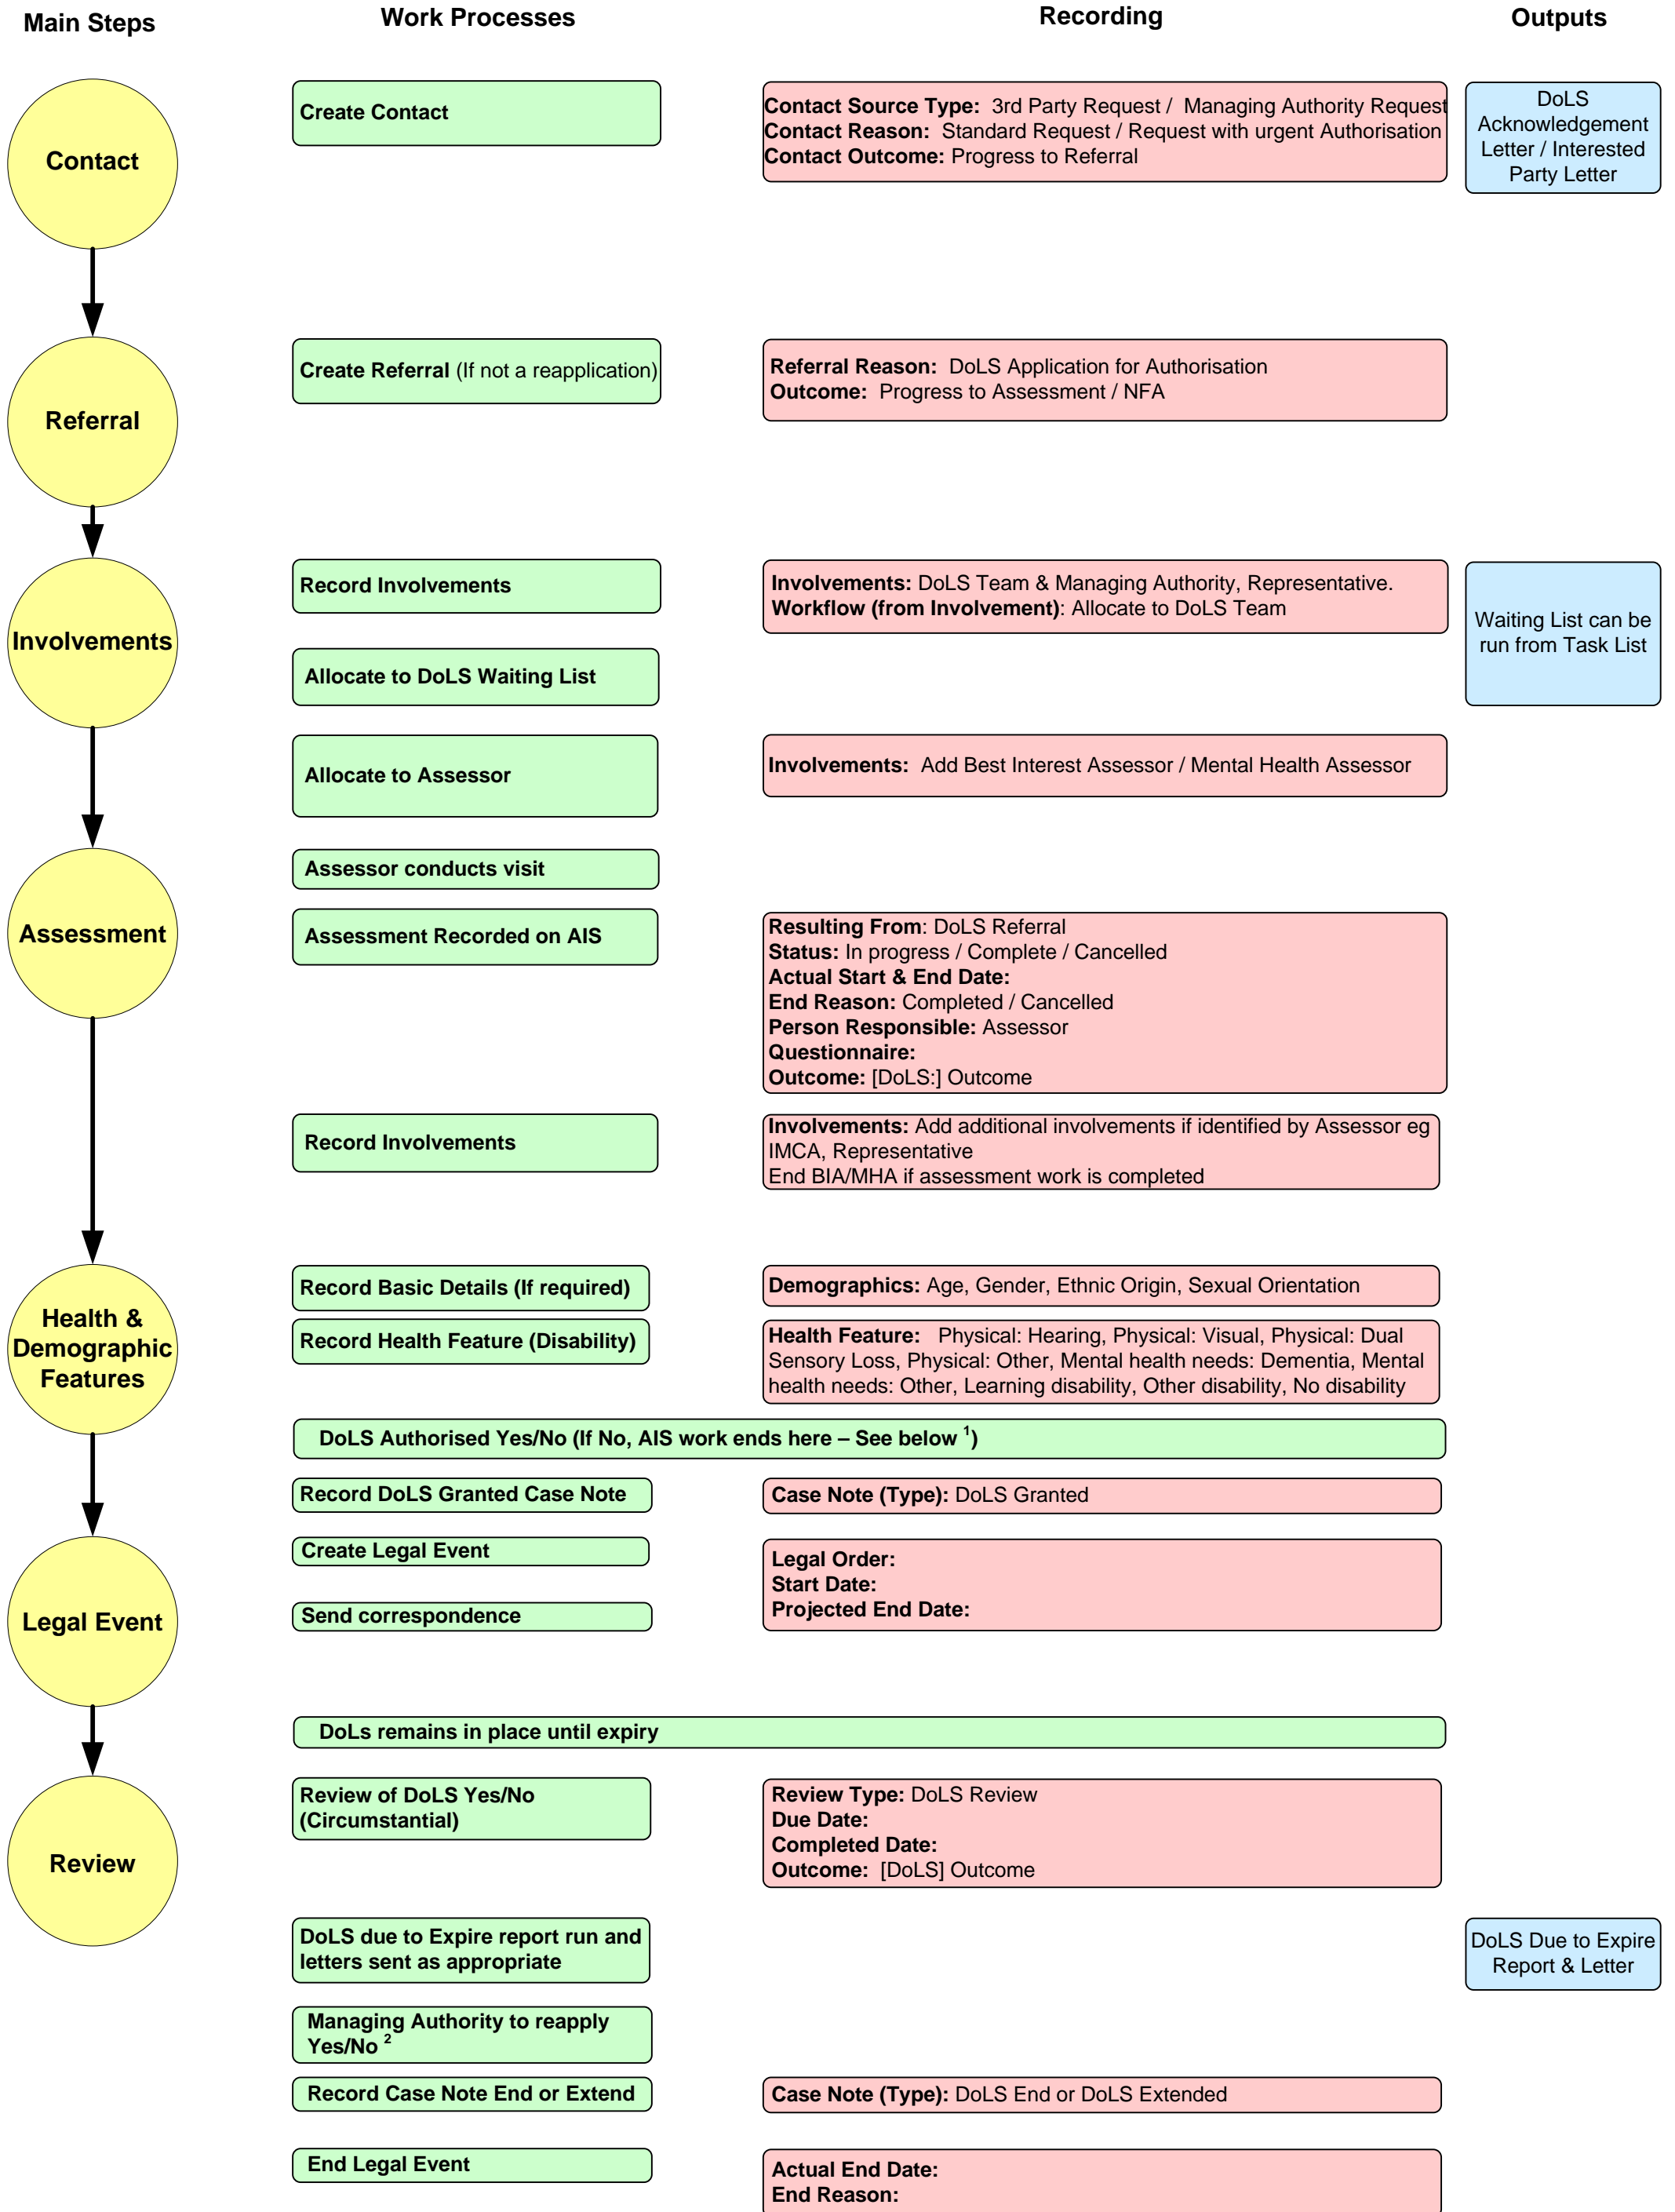 Main Steps
Work Processes
Recording
Outputs
Contact
Create Contact
Contact Source Type: 3rd Party Request / Managing Authority Request
Contact Reason: Standard Request / Request with urgent Authorisation
Contact Outcome: Progress to Referral
DoLS
Acknowledgement
Letter / Interested
Party Letter
Referral
Create Referral (If not a reapplication)
Referral Reason: DoLS Application for Authorisation
Outcome: Progress to Assessment / NFA
Involvements
Record Involvements
Involvements: DoLS Team & Managing Authority, Representative.
Workflow (from Involvement): Allocate to DoLS Team
Waiting List can be
run from Task List
Allocate to DoLS Waiting List
Allocate to Assessor
Involvements: Add Best Interest Assessor / Mental Health Assessor
Assessment
Assessor conducts visit
Assessment Recorded on AIS
Resulting From: DoLS Referral
Status: In progress / Complete / Cancelled
Actual Start & End Date:
End Reason: Completed / Cancelled
Person Responsible: Assessor
Questionnaire:
Outcome: [DoLS:] Outcome
Record Involvements
Involvements: Add additional involvements if identified by Assessor eg
IMCA, Representative
End BIA/MHA if assessment work is completed
Health &
Demographic
Features
Record Basic Details (If required)
Demographics: Age, Gender, Ethnic Origin, Sexual Orientation
Record Health Feature (Disability)
Health Feature: Physical: Hearing, Physical: Visual, Physical: Dual
Sensory Loss, Physical: Other, Mental health needs: Dementia, Mental
health needs: Other, Learning disability, Other disability, No disability
DoLS Authorised Yes/No (If No, AIS work ends here – See below 1)
Record DoLS Granted Case Note
Case Note (Type): DoLS Granted
Legal Event
Create Legal Event
Legal Order:
Start Date:
Projected End Date:
Send correspondence
DoLs remains in place until expiry
Review
Review of DoLS Yes/No
(Circumstantial)
Review Type: DoLS Review
Due Date:
Completed Date:
Outcome: [DoLS] Outcome
DoLS due to Expire report run and
letters sent as appropriate
DoLS Due to Expire
Report & Letter
Managing Authority to reapply
Yes/No 2
Record Case Note End or Extend
Case Note (Type): DoLS End or DoLS Extended
End Legal Event
Actual End Date:
End Reason: